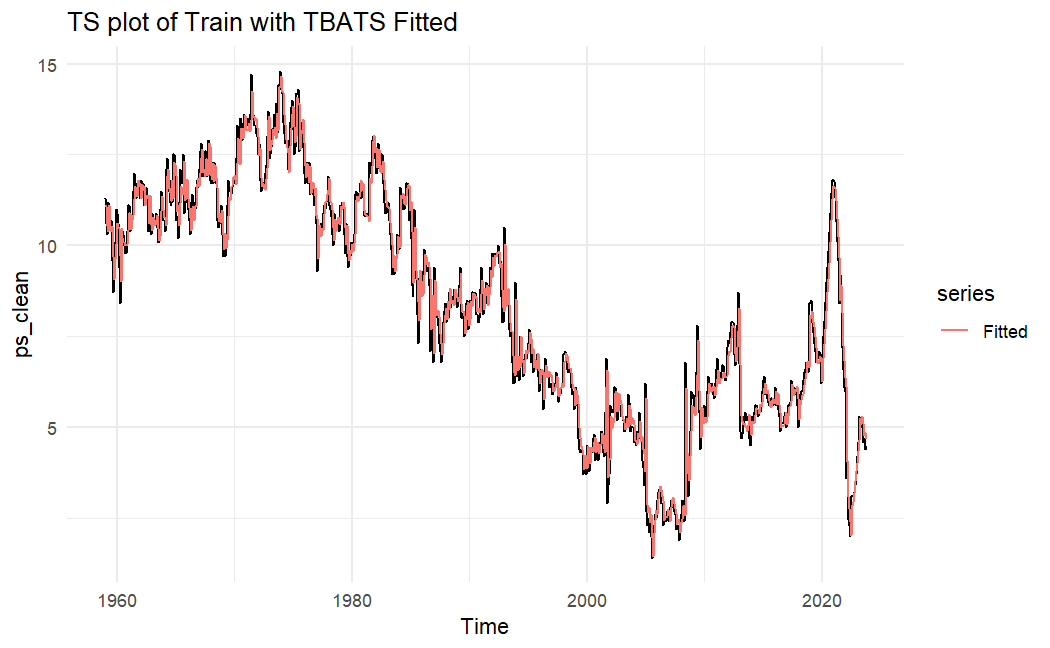 TS plot of Train with TBATS Fitted
15
10
5
ps_clean
1960
1980
2000
2020
Time
series
Fitted